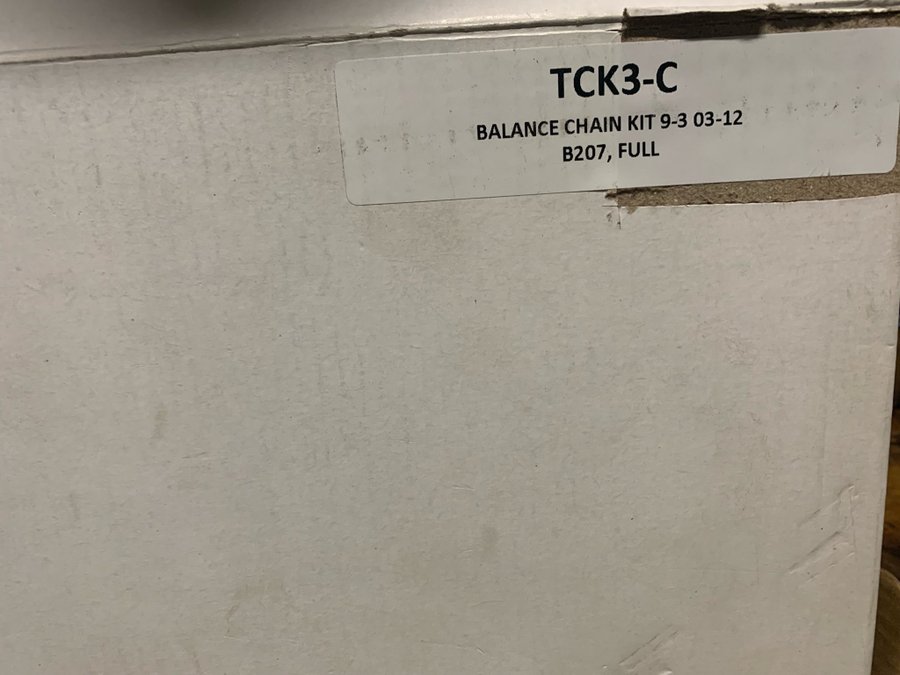 TCK3-C
BALANCE CHAIN KIT 9-3 03-12
B207, FULL